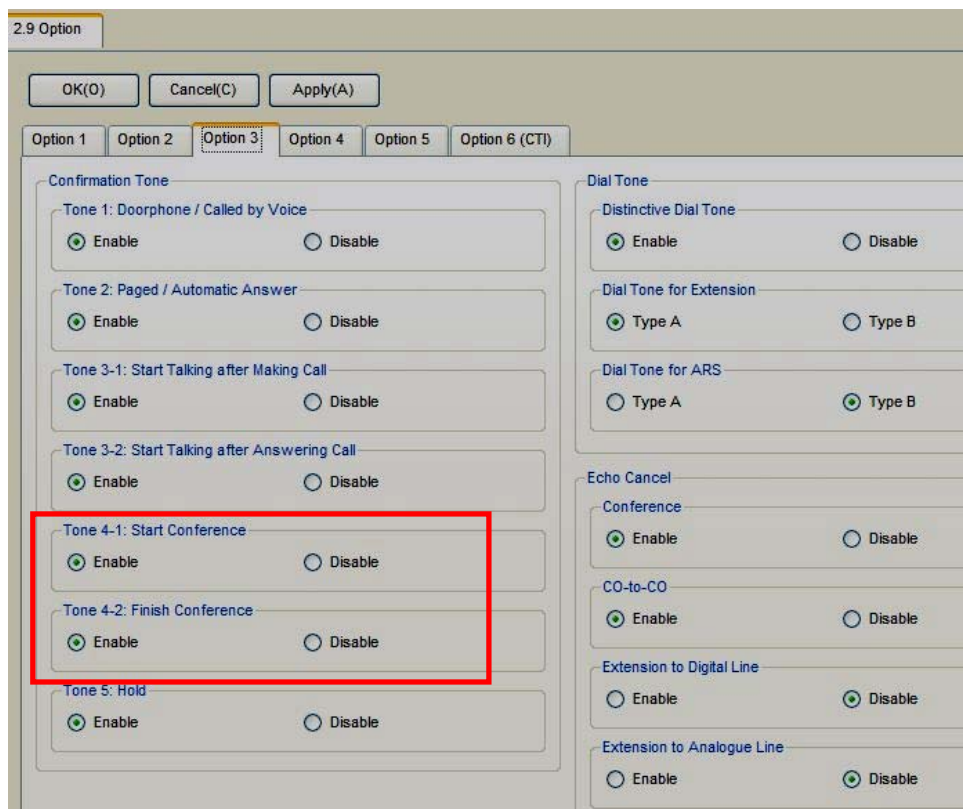 2.9 Option
OK(O) Cancel(C) Apply(A)
Option 1 Option 2 Option 3 Option 4 Option 5 Option 6 (CTI)
Confirmation Tone
Tone 1: Doorphone / Called by Voice
Enable Disable
Tone 2: Paged / Automatic Answer
Enable Disable
Tone 3-1: Start Talking after Making Call
Enable Disable
Tone 3-2: Start Talking after Answering Call
Enable Disable
Tone 4-1: Start Conference
Enable Disable
Tone 4-2: Finish Conference
Enable Disable
Tone 5: Hold
Enable Disable
Dial Tone
Distinctive Dial Tone
Enable Disable
Dial Tone for Extension
Type A Type B
Dial Tone for ARS
Type A Type B
Echo Cancel
Conference
Enable Disable
CO-to-CO
Enable Disable
Extension to Digital Line
Enable Disable
Extension to Analogue Line
Enable Disable